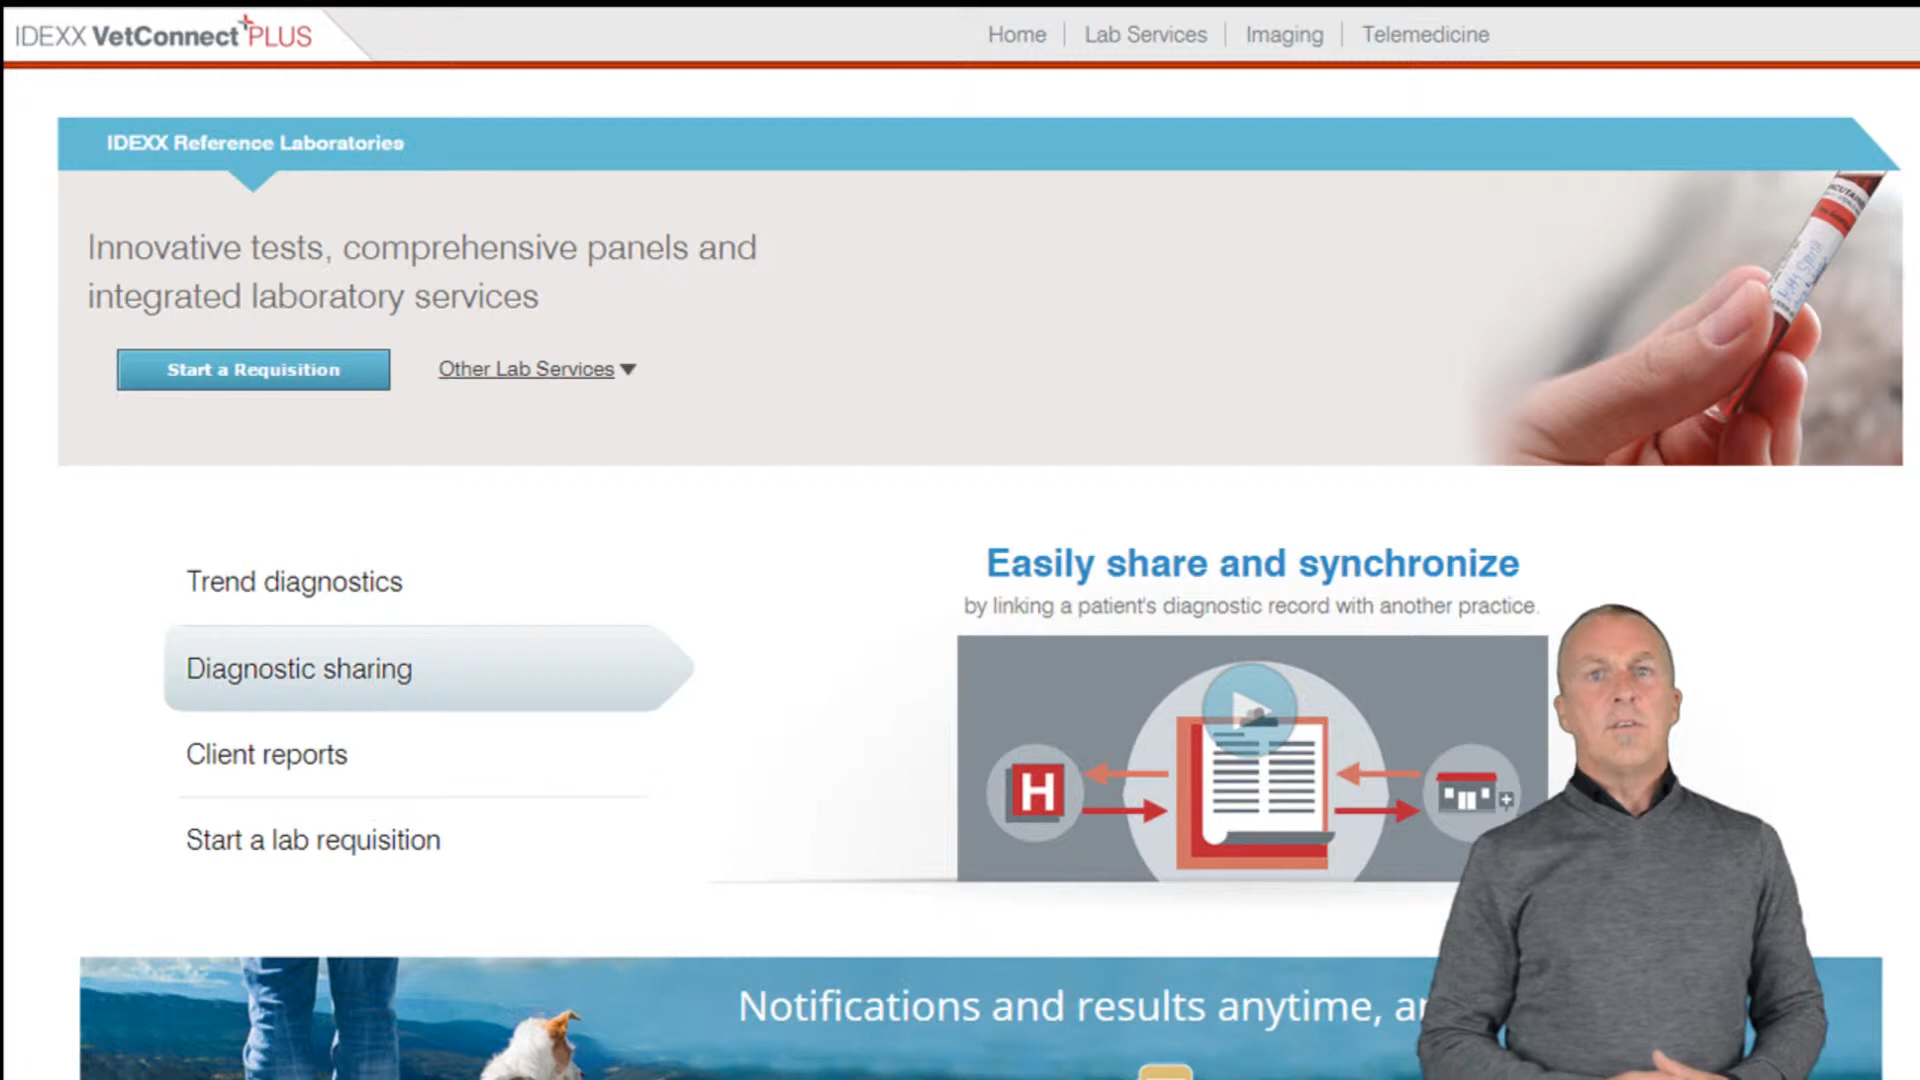 IDEXX VetConnect PLUS
Home
Lab Services
Imaging
Telemedicine
IDEXX Reference Laboratories
Innovative tests, comprehensive panels and
integrated laboratory services
Start a Requisition
Other Lab Services
Trend diagnostics
Diagnostic sharing
Client reports
Start a lab requisition
Easily share and synchronize
by linking a patient's diagnostic record with another practice.
H
Notifications and results anytime,